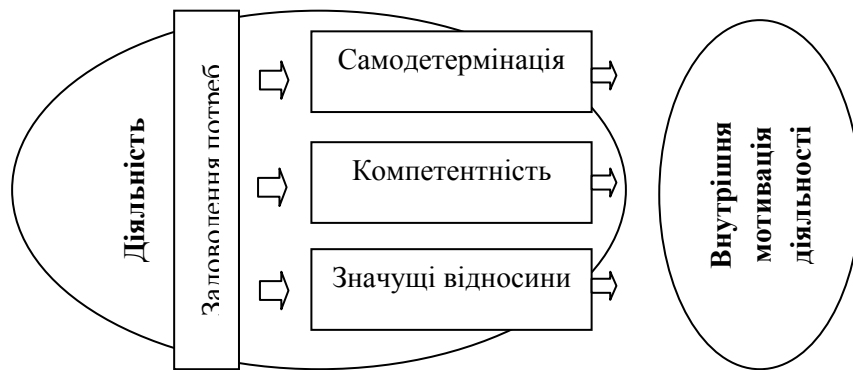 Діяльність
Задоволення потреб
Самодетермінація
Компетентність
Значущі відносини
Внутрішня
мотивація
діяльності